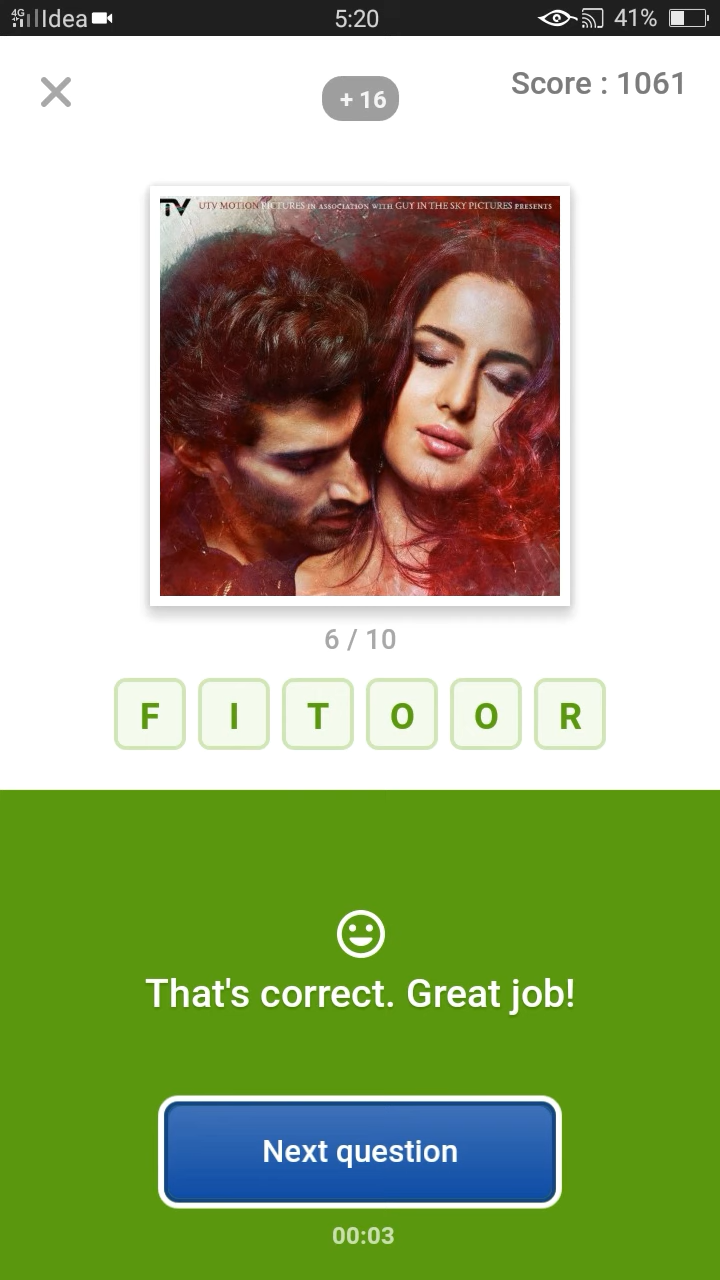 4G Idea 5:20 41%
+ 16 Score : 1061
TV UTV MOTION PICTURES IN ASSOCIATION WITH GUY IN THE SKY PICTURES PRESENTS
6 / 10
F I T O O R
That's correct. Great job!
Next question
00:03